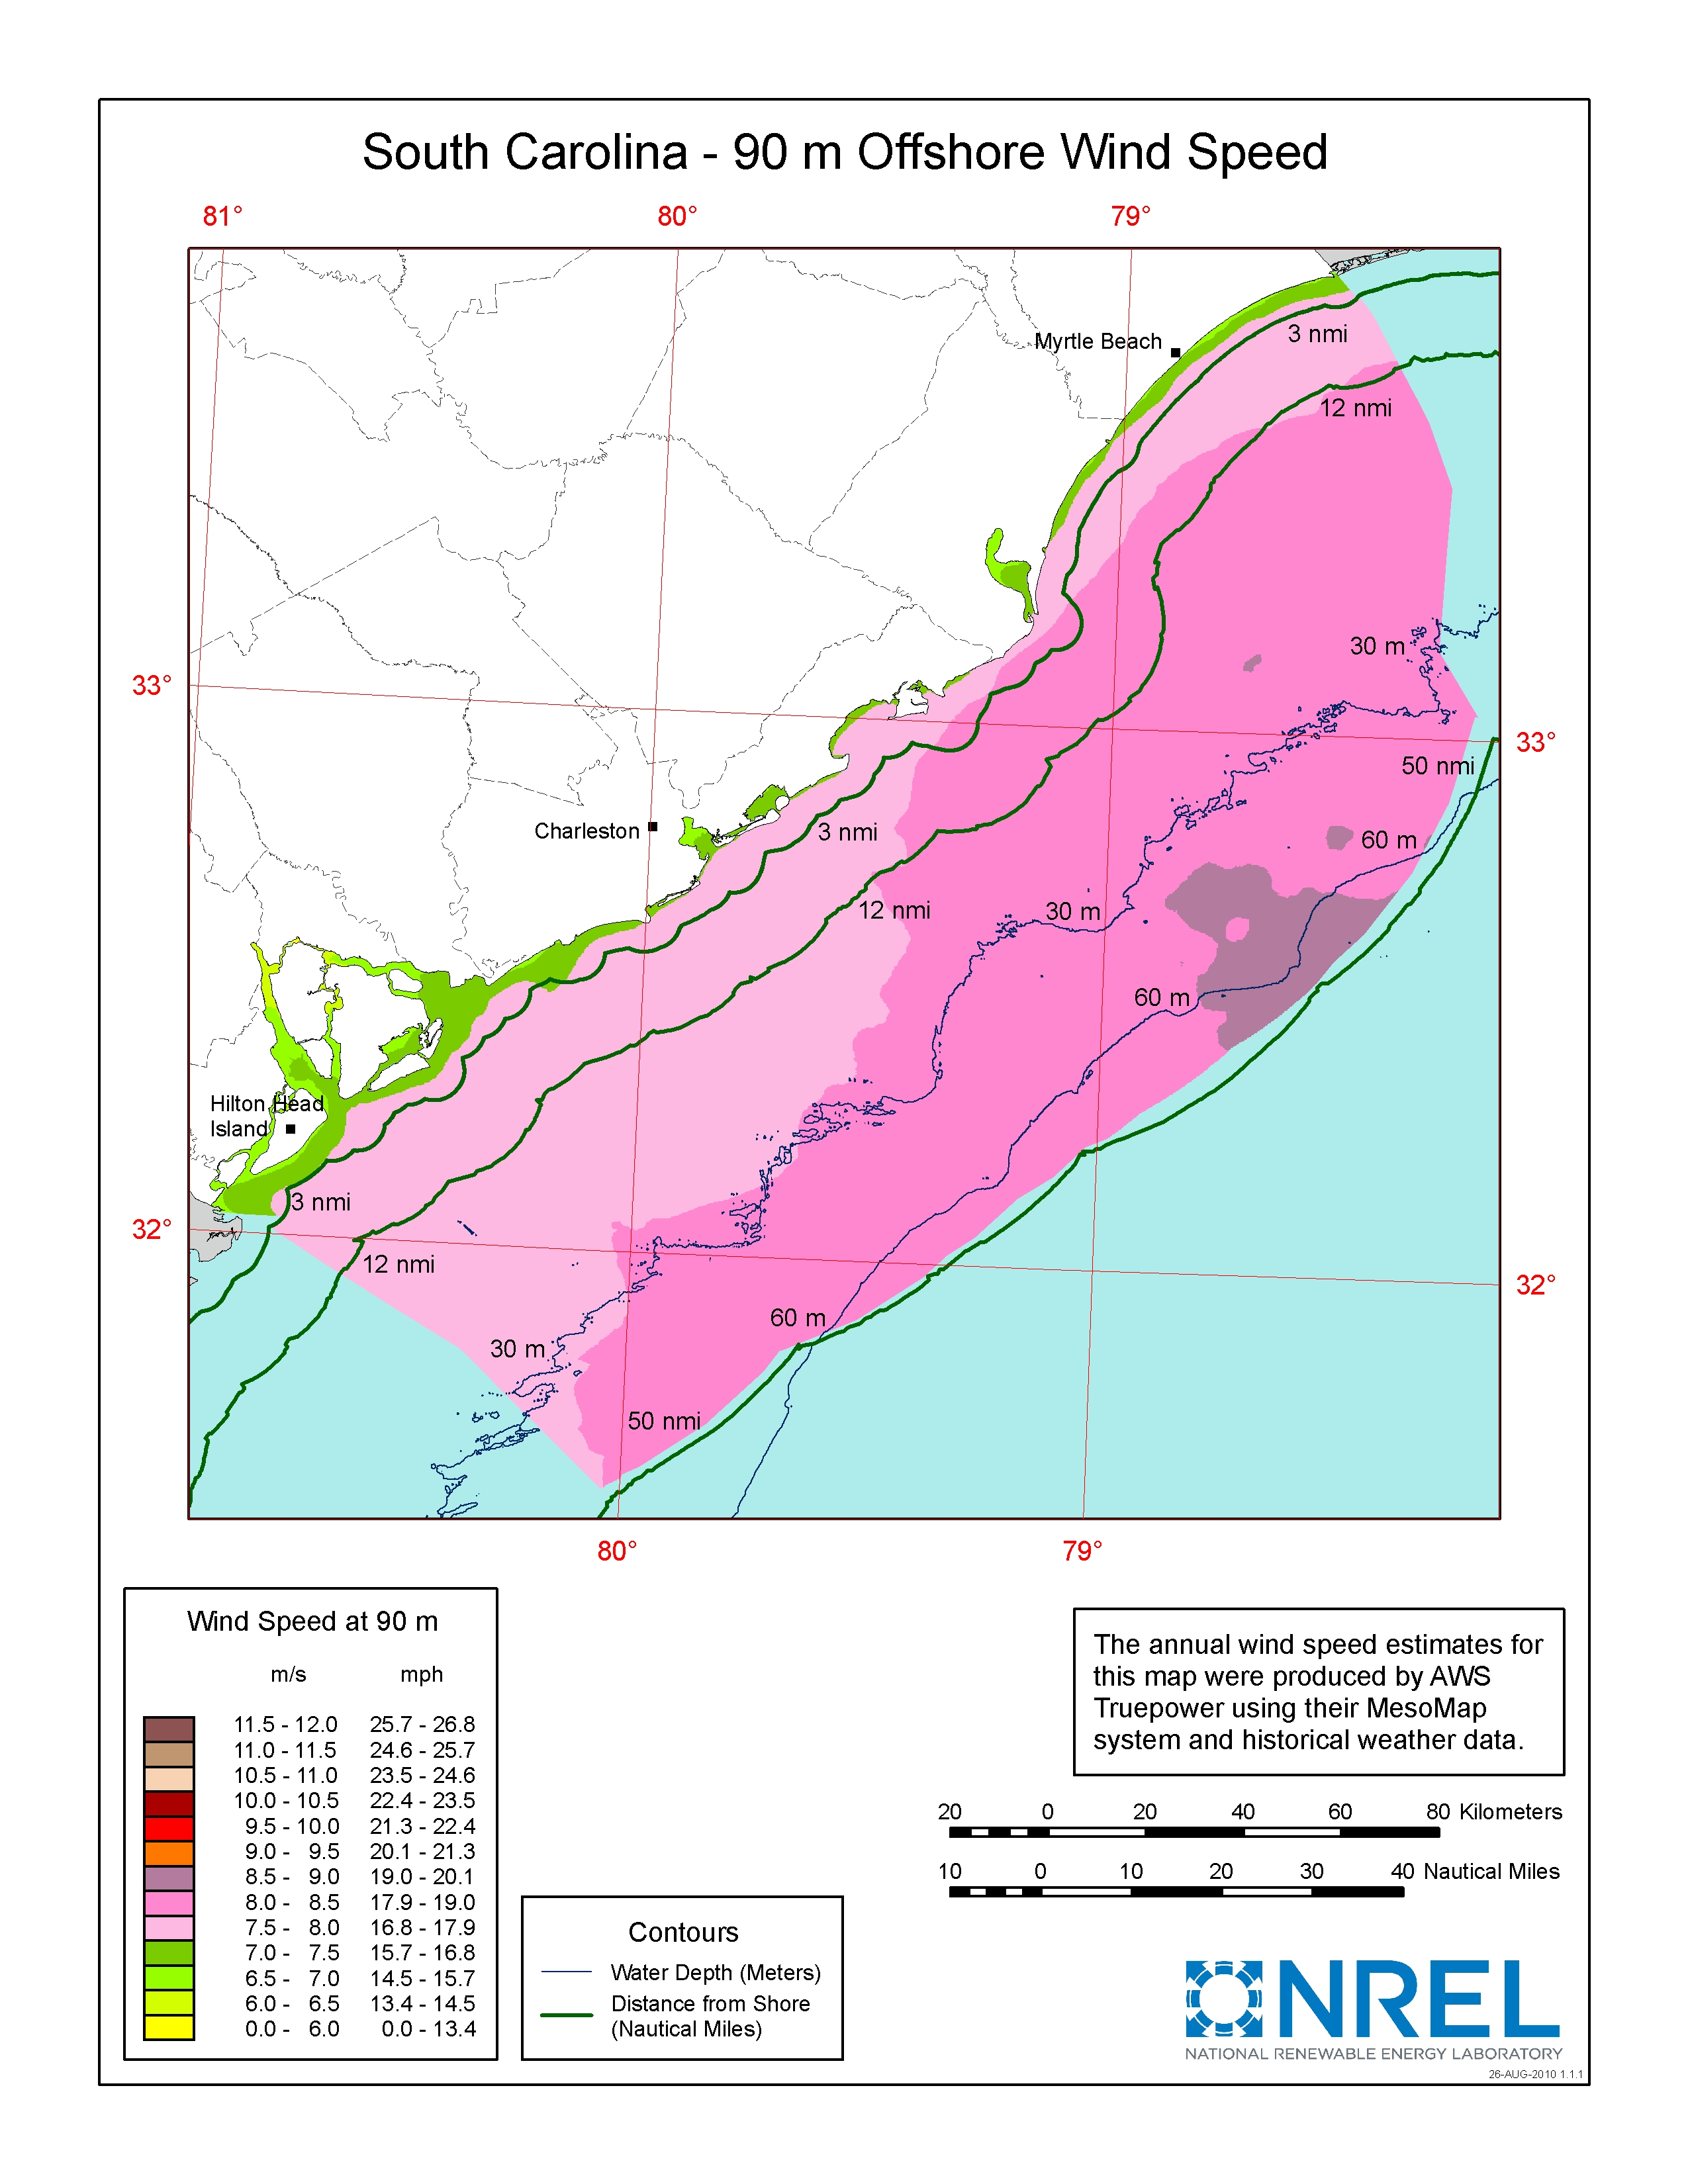 South Carolina - 90 m Offshore Wind Speed
81°
80°
79°
Myrtle Beach
3 nmi
12 nmi
30 m
33°
33°
50 nmi
Charleston
3 nmi
60 m
12 nmi
30 m
60 m
Hilton Head
Island
3 nmi
32°
12 nmi
32°
60 m
30 m
50 nmi
80°
79°
Wind Speed at 90 m
m/s mph
11.5 - 12.0 25.7 - 26.8
11.0 - 11.5 24.6 - 25.7
10.5 - 11.0 23.5 - 24.6
10.0 - 10.5 22.4 - 23.5
9.5 - 10.0 21.3 - 22.4
9.0 - 9.5 20.1 - 21.3
8.5 - 9.0 19.0 - 20.1
8.0 - 8.5 17.9 - 19.0
7.5 - 8.0 16.8 - 17.9
7.0 - 7.5 15.7 - 16.8
6.5 - 7.0 14.5 - 15.7
6.0 - 6.5 13.4 - 14.5
0.0 - 6.0 0.0 - 13.4
Contours
Water Depth (Meters)
Distance from Shore
(Nautical Miles)
The annual wind speed estimates for
this map were produced by AWS
Truepower using their MesoMap
system and historical weather data.
20 0 20 40 60 80 Kilometers
10 0 10 20 30 40 Nautical Miles
NREL
NATIONAL RENEWABLE ENERGY LABORATORY
26-AUG-2010 1.1.1